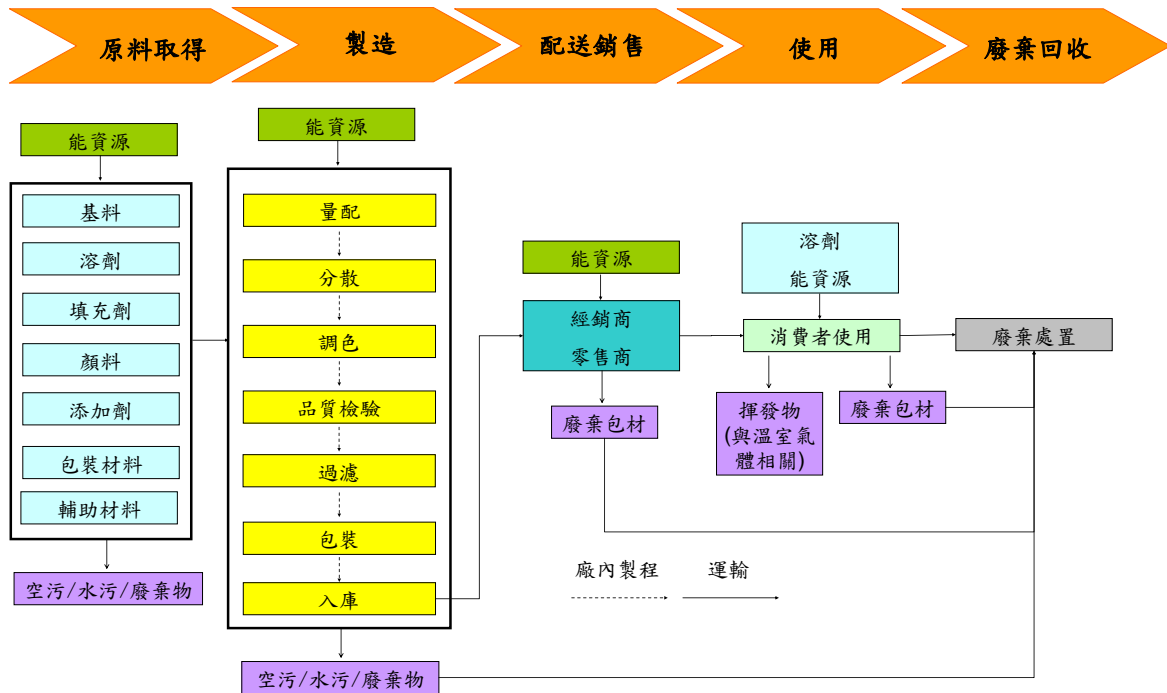 原料取得
製造
配送銷售
使用
廢棄回收
能資源
基料
溶劑
填充劑
顏料
添加劑
包裝材料
輔助材料
空污/水污/廢棄物
能資源
量配
分散
調色
品質檢驗
過濾
包裝
入庫
空污/水污/廢棄物
能資源
經銷商
零售商
廢棄包材
溶劑
能資源
消費者使用
揮發物
(與溫室氣
體相關)
廢棄包材
廢棄處置
廠內製程
運輸